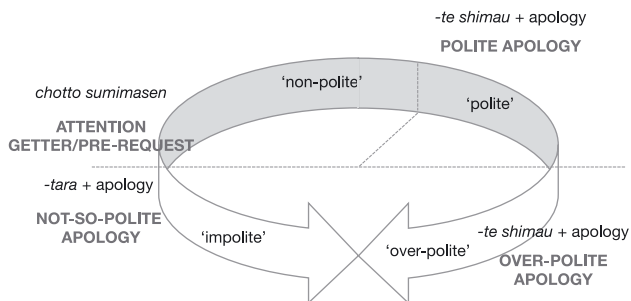 -te shimau + apology
POLITE APOLOGY
'non-polite'
'polite'
chotto sumimasen
ATTENTION
GETTER/PRE-REQUEST
-tara + apology
NOT-SO-POLITE
APOLOGY
'impolite'
'over-polite'
-te shimau + apology
OVER-POLITE
APOLOGY